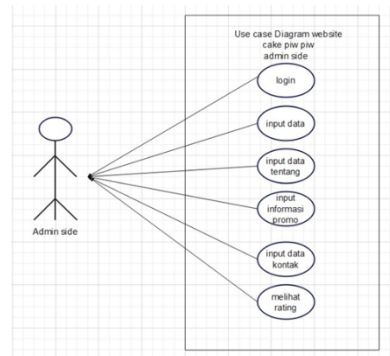 Use case Diagram website
cake piw piw
admin side
login
input data
input data
tentang
input
informasi
promo
Admin side
input data
kontak
melihat
rating